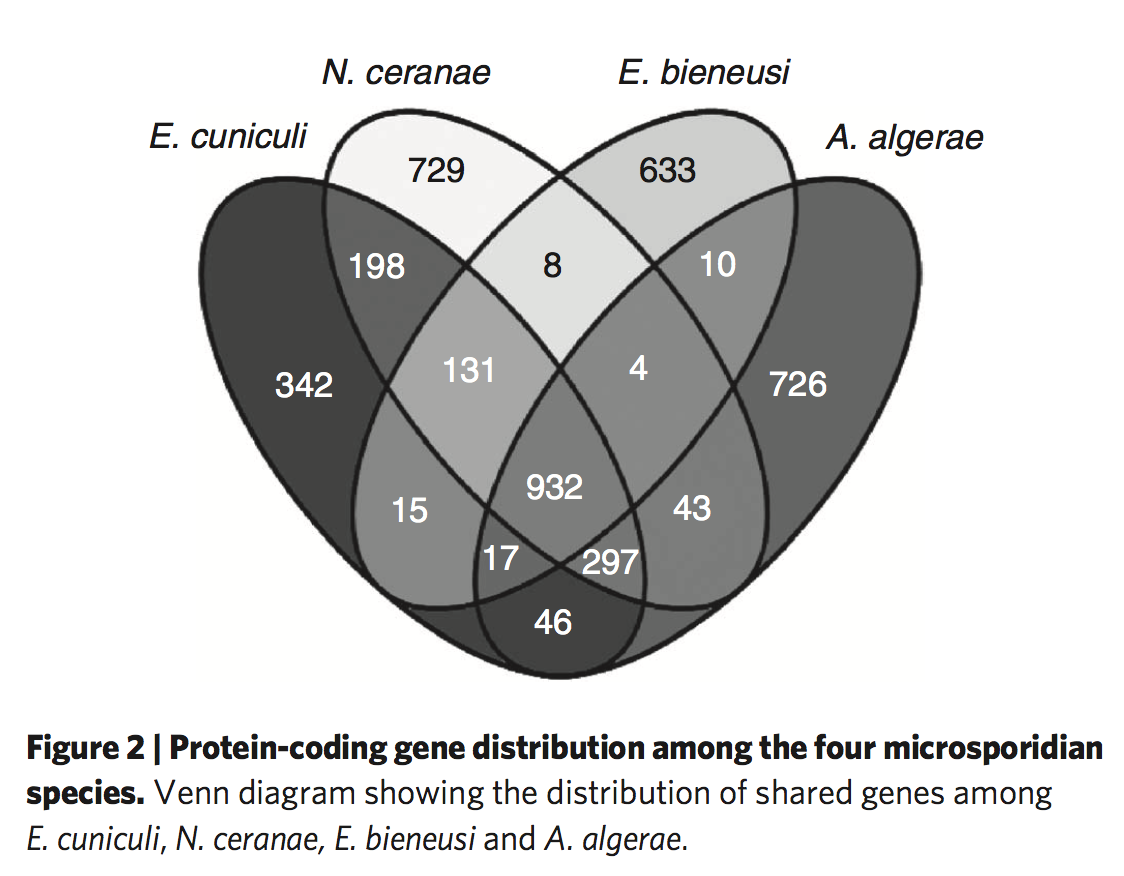 N. ceranae
E. bieneusi
E. cuniculi
A. algerae
729
633
198
8
10
342
131
4
726
15
932
43
17
297
46
Figure 2 | Protein-coding gene distribution among the four microsporidian
species. Venn diagram showing the distribution of shared genes among
E. cuniculi, N. ceranae, E. bieneusi and A. algerae.